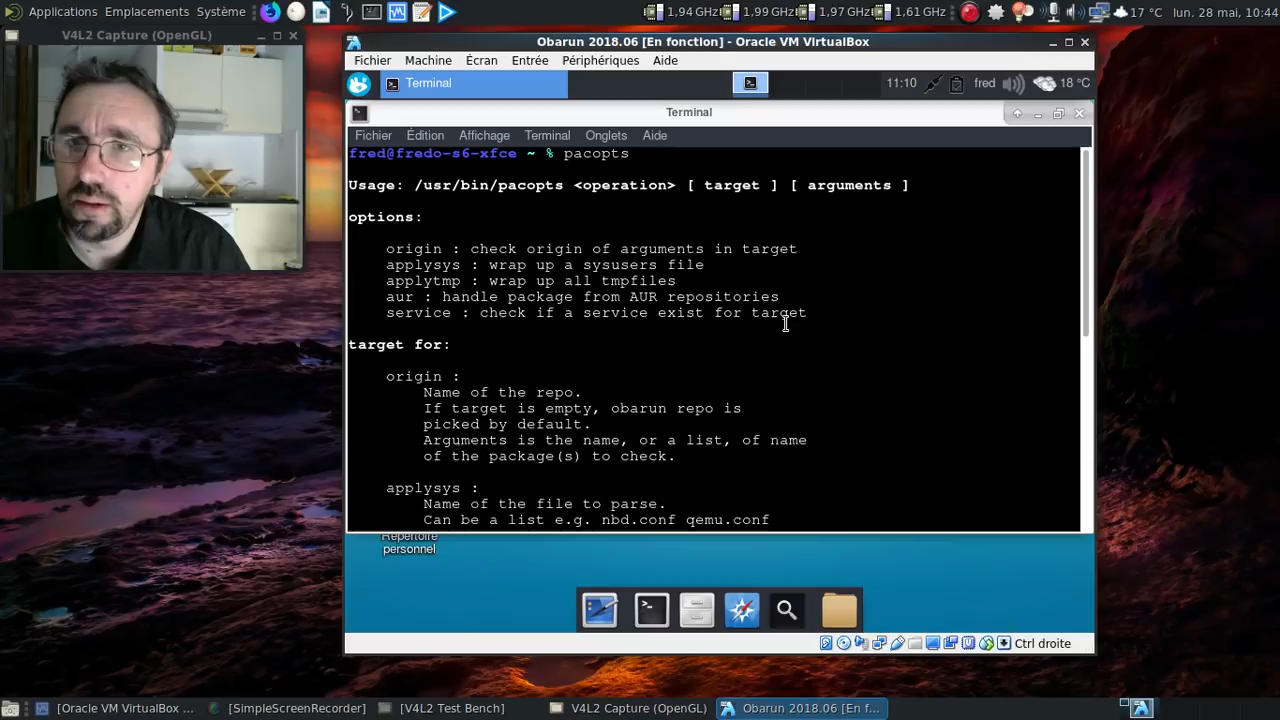 Applications Emplacements Système
1,94 GHz 1,99 GHz 1,97 GHz 1,61 GHz 17 °C lun. 28 mai, 10:44
V4L2 Capture (OpenGL)
Obarun 2018.06 [En fonction] - Oracle VM VirtualBox
Fichier Machine Écran Entrée Périphériques Aide
Terminal 11:10 fred 18 °C
Terminal
Fichier Édition Affichage Terminal Onglets Aide
fred@fredo-s6-xfce ~ % pacopts
Usage: /usr/bin/pacopts <operation> [ target ] [ arguments ]
options:
origin : check origin of arguments in target
applysys : wrap up a sysusers file
applytmp : wrap up all tmpfiles
aur : handle package from AUR repositories
service : check if a service exist for target
target for:
origin :
Name of the repo.
If target is empty, obarun repo is
picked by default.
Arguments is the name, or a list, of name
of the package(s) to check.
applysys :
Name of the file to parse.
Can be a list e.g. nbd.conf qemu.conf
Répertoire
personnel
Ctrl droite
[Oracle VM VirtualBox ... [SimpleScreenRecorder] [V4L2 Test Bench] V4L2 Capture (OpenGL) Obarun 2018.06 [En f...